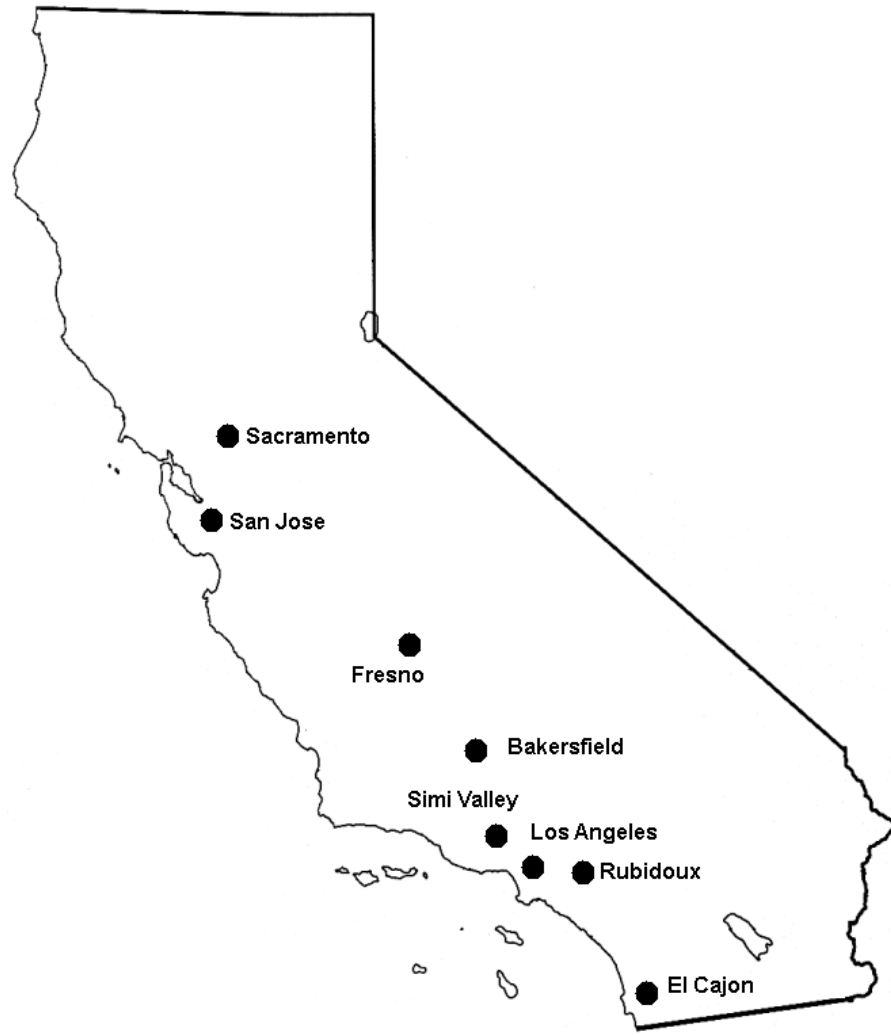 Sacramento
San Jose
Fresno
Bakersfield
Simi Valley
Los Angeles
Rubidoux
El Cajon